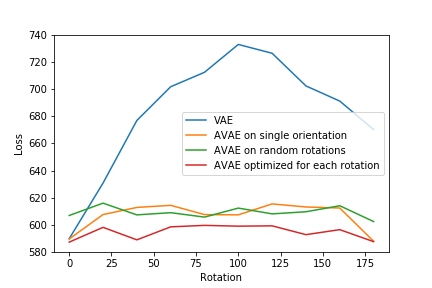 740
720
700
680
660
640
620
600
580
Loss
VAE
AVAE on single orientation
AVAE on random rotations
AVAE optimized for each rotation
0 25 50 75 100 125 150 175
Rotation